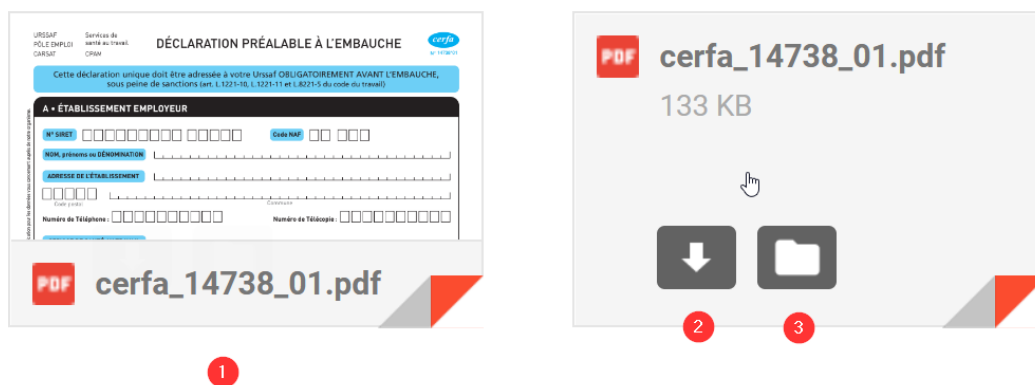 URSSAF
PÔLE EMPLOI
CARSAT
Services de
santé au travail
CPAM
DÉCLARATION PRÉALABLE À L'EMBAUCHE
cerfa
N° 14738*01
Cette déclaration unique doit être adressée à votre Urssaf OBLIGATOIREMENT AVANT L'EMBAUCHE,
sous peine de sanctions (art. L.1221-10, L.1221-11 et L.8221-5 du code du travail)
A • ÉTABLISSEMENT EMPLOYEUR
N° SIRET
Code NAF
NOM, prénoms ou DÉNOMINATION
ADRESSE DE L'ÉTABLISSEMENT
Code postal
Commune
Numéro de Téléphone :
Numéro de Télécopie :
PDF
cerfa_14738_01.pdf
1
PDF
cerfa_14738_01.pdf
133 KB
2
3